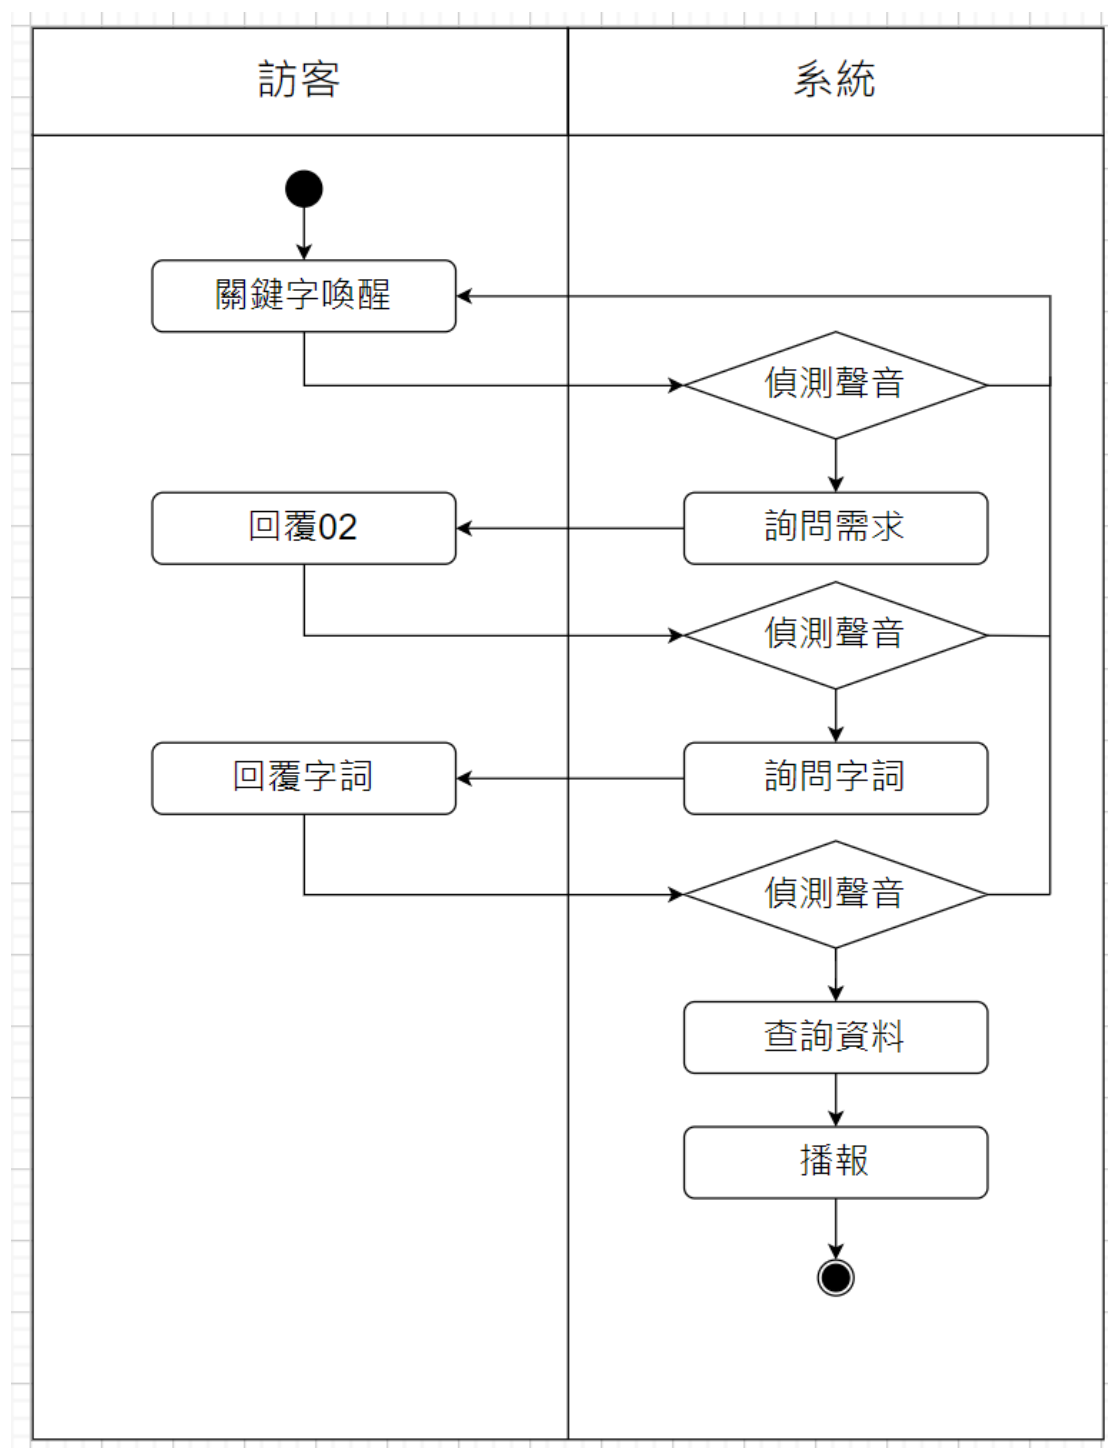 訪客
系統
關鍵字喚醒
偵測聲音
回覆02
詢問需求
偵測聲音
回覆字詞
詢問字詞
偵測聲音
查詢資料
播報